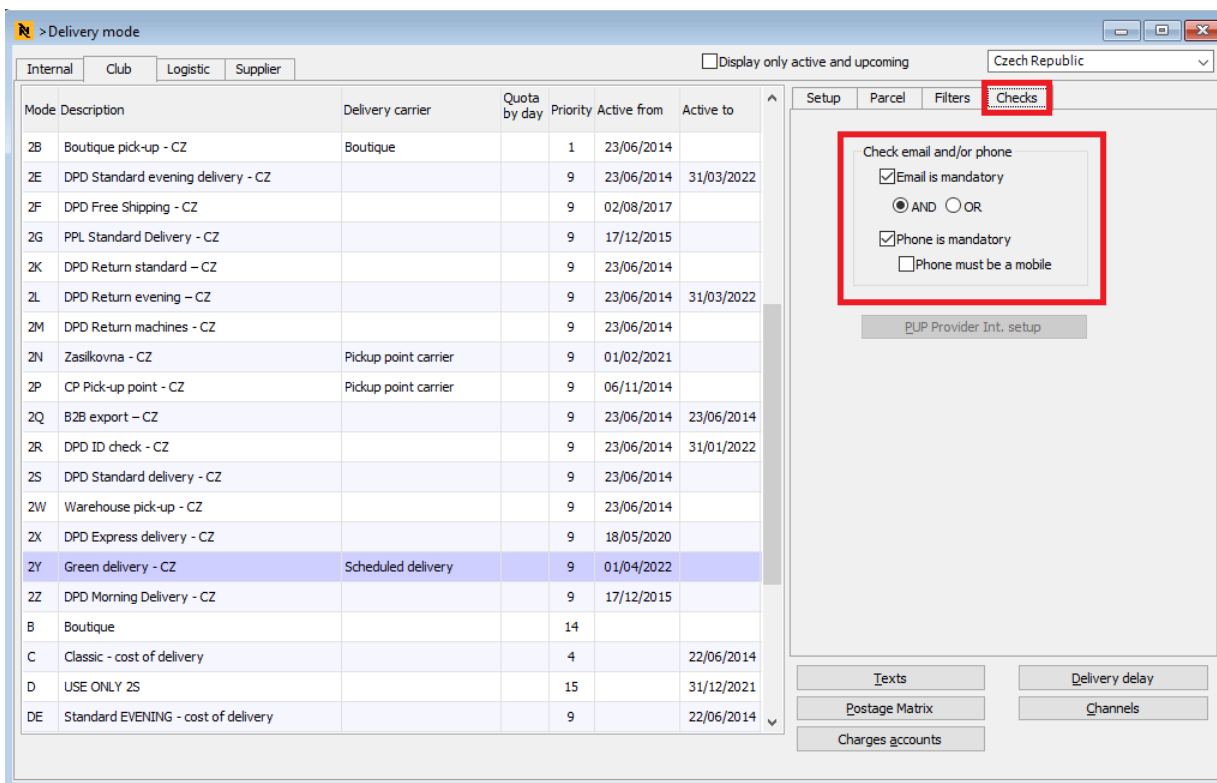 >Delivery mode
Internal Club Logistic Supplier
Display only active and upcoming
Czech Republic
Mode Description Delivery carrier Quota by day Priority Active from Active to
2B Boutique pick-up - CZ Boutique 1 23/06/2014
2E DPD Standard evening delivery - CZ 9 23/06/2014 31/03/2022
2F DPD Free Shipping - CZ 9 02/08/2017
2G PPL Standard Delivery - CZ 9 17/12/2015
2K DPD Return standard – CZ 9 23/06/2014
2L DPD Return evening – CZ 9 23/06/2014 31/03/2022
2M DPD Return machines - CZ 9 23/06/2014
2N Zasilkovna - CZ Pickup point carrier 9 01/02/2021
2P CP Pick-up point - CZ Pickup point carrier 9 06/11/2014
2Q B2B export – CZ 9 23/06/2014 23/06/2014
2R DPD ID check - CZ 9 23/06/2014 31/01/2022
2S DPD Standard delivery - CZ 9 23/06/2014
2W Warehouse pick-up - CZ 9 23/06/2014
2X DPD Express delivery - CZ 9 18/05/2020
2Y Green delivery - CZ Scheduled delivery 9 01/04/2022
2Z DPD Morning Delivery - CZ 9 17/12/2015
B Boutique 14
C Classic - cost of delivery 4 22/06/2014
D USE ONLY 2S 15 31/12/2021
DE Standard EVENING - cost of delivery 9 22/06/2014
Setup Parcel Filters Checks
Check email and/or phone
Email is mandatory
AND OR
Phone is mandatory
Phone must be a mobile
PUP Provider Int. setup
Texts Delivery delay
Postage Matrix Channels
Charges accounts